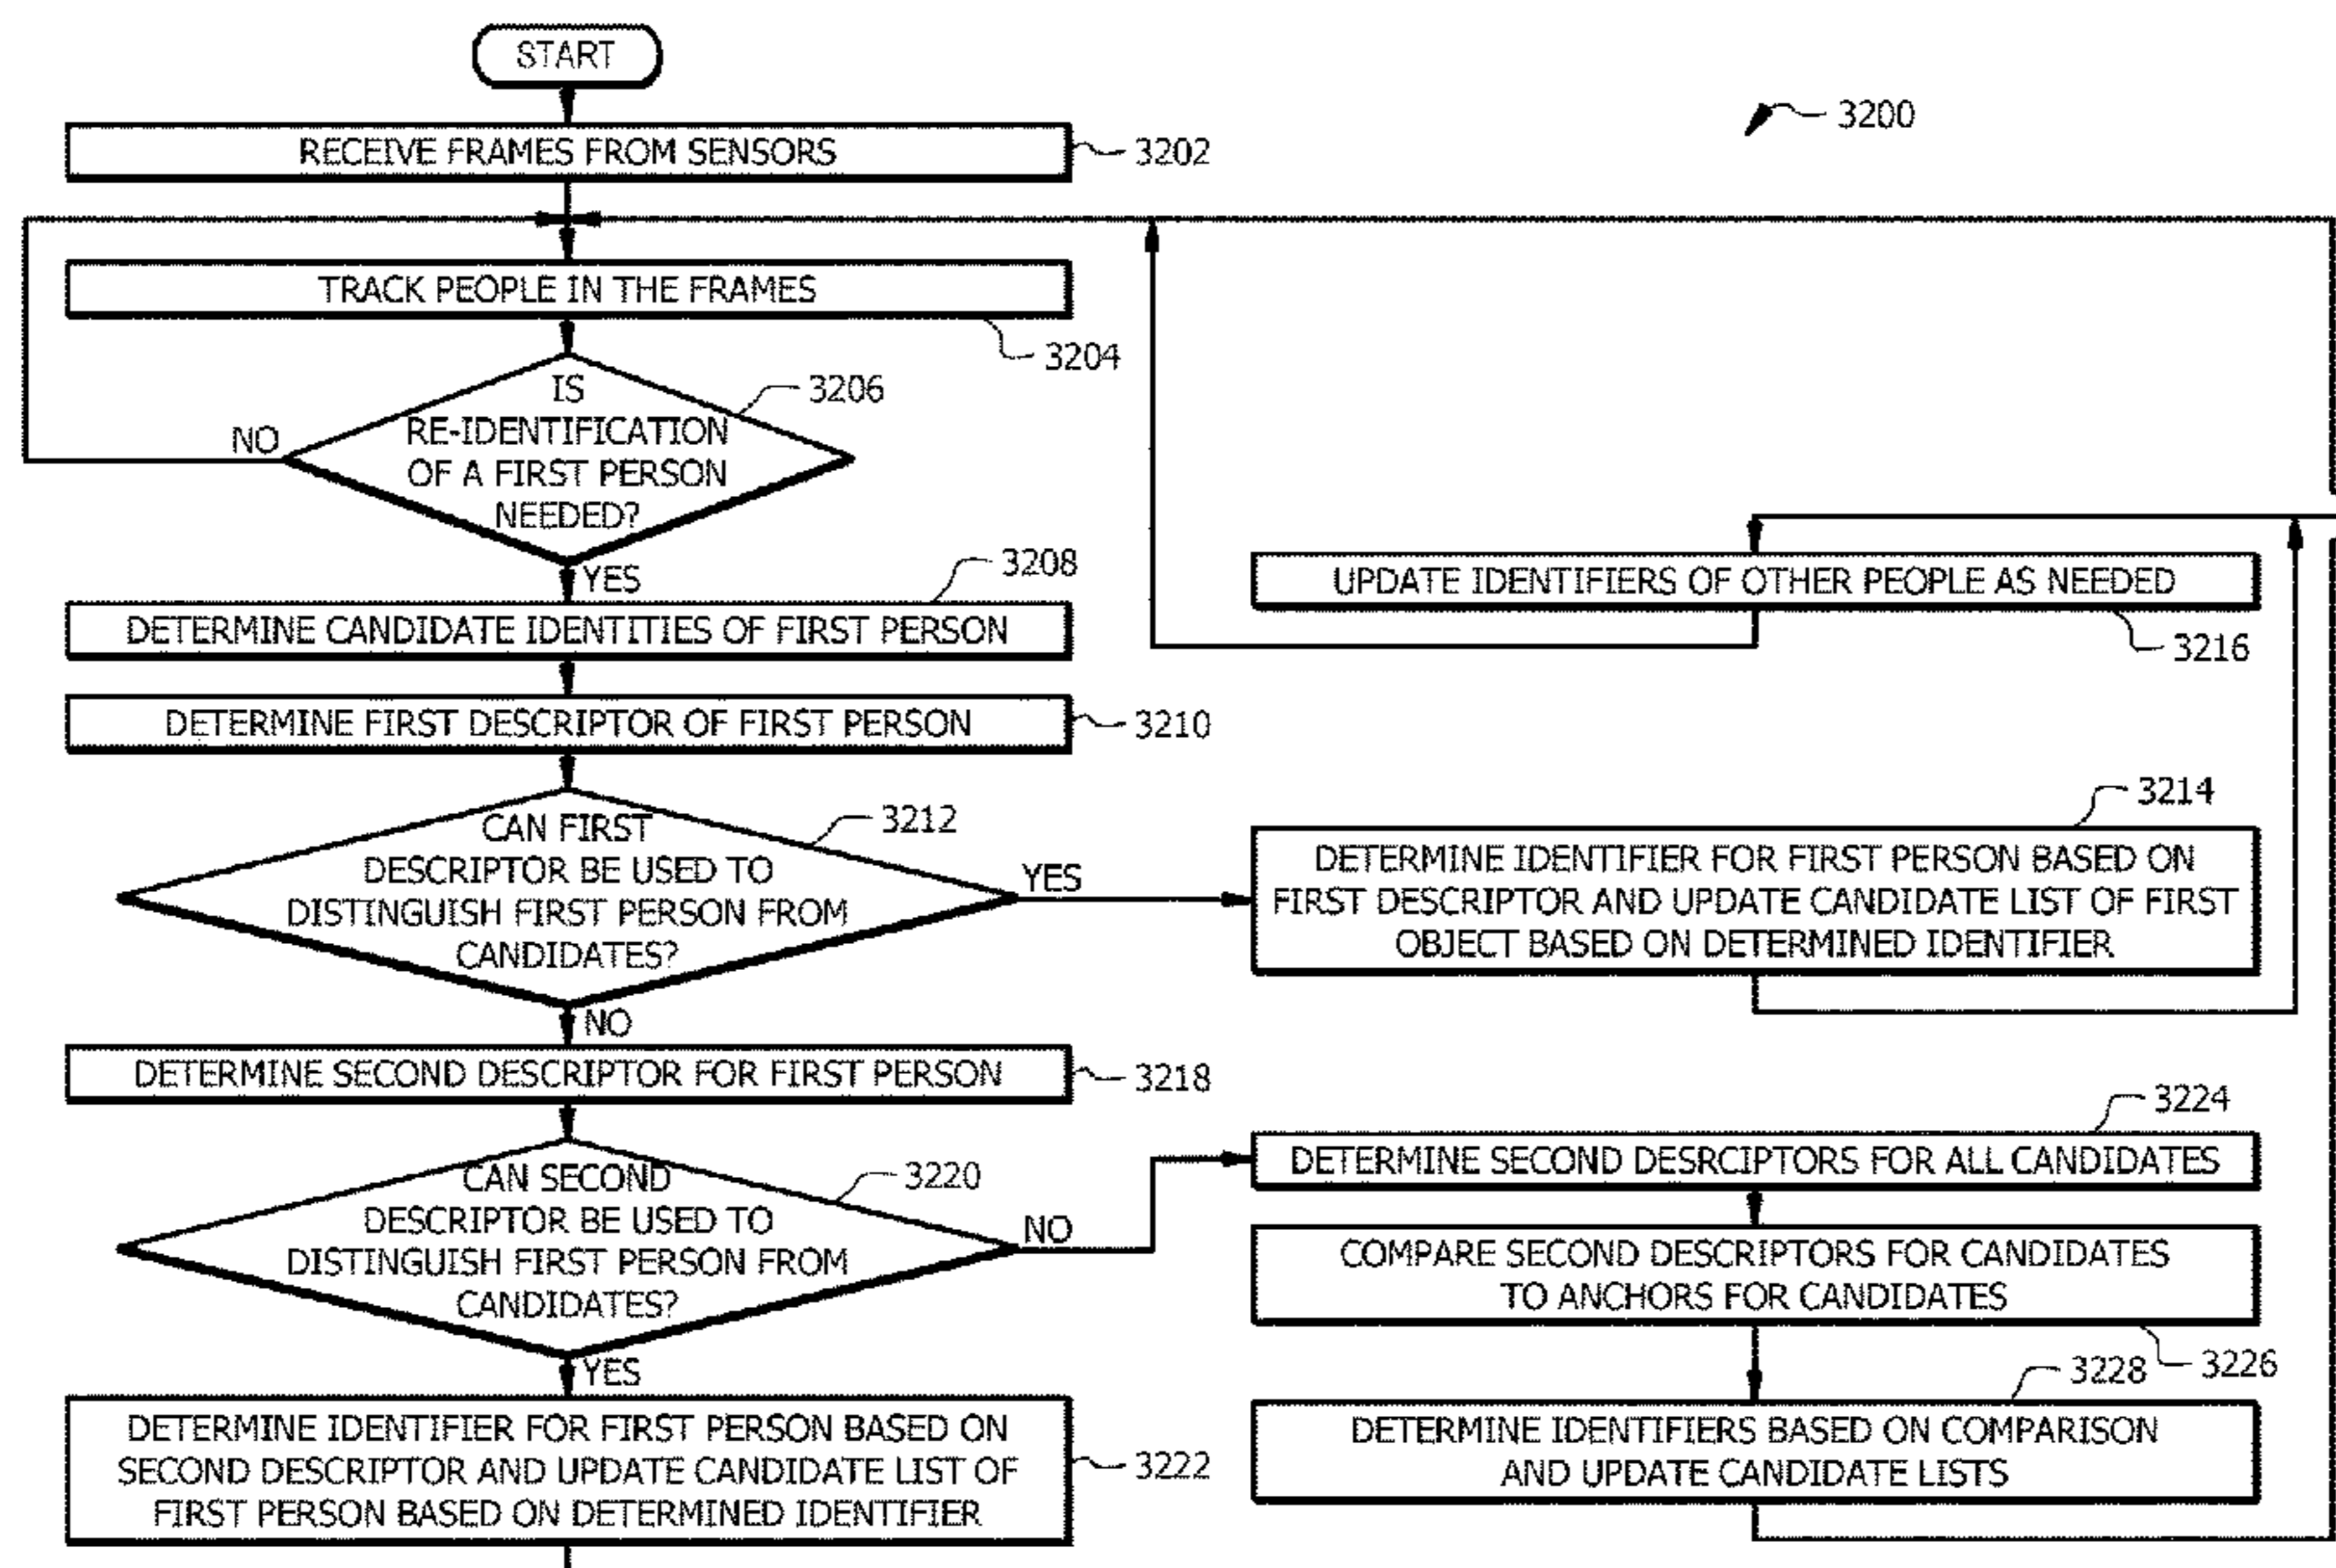 START
3200
RECEIVE FRAMES FROM SENSORS
3202
TRACK PEOPLE IN THE FRAMES
3204
IS
RE-IDENTIFICATION
OF A FIRST PERSON
NEEDED?
3206
NO
YES
3208
DETERMINE CANDIDATE IDENTITIES OF FIRST PERSON
UPDATE IDENTIFIERS OF OTHER PEOPLE AS NEEDED
3216
DETERMINE FIRST DESCRIPTOR OF FIRST PERSON
3210
CAN FIRST
DESCRIPTOR BE USED TO
DISTINGUISH FIRST PERSON FROM
CANDIDATES?
3212
YES
3214
DETERMINE IDENTIFIER FOR FIRST PERSON BASED ON
FIRST DESCRIPTOR AND UPDATE CANDIDATE LIST OF FIRST
OBJECT BASED ON DETERMINED IDENTIFIER
NO
DETERMINE SECOND DESCRIPTOR FOR FIRST PERSON
3218
CAN SECOND
DESCRIPTOR BE USED TO
DISTINGUISH FIRST PERSON FROM
CANDIDATES?
3220
NO
3224
DETERMINE SECOND DESRCIPTORS FOR ALL CANDIDATES
COMPARE SECOND DESCRIPTORS FOR CANDIDATES
TO ANCHORS FOR CANDIDATES
3226
YES
3228
DETERMINE IDENTIFIER FOR FIRST PERSON BASED ON
SECOND DESCRIPTOR AND UPDATE CANDIDATE LIST OF
FIRST PERSON BASED ON DETERMINED IDENTIFIER
3222
DETERMINE IDENTIFIERS BASED ON COMPARISON
AND UPDATE CANDIDATE LISTS